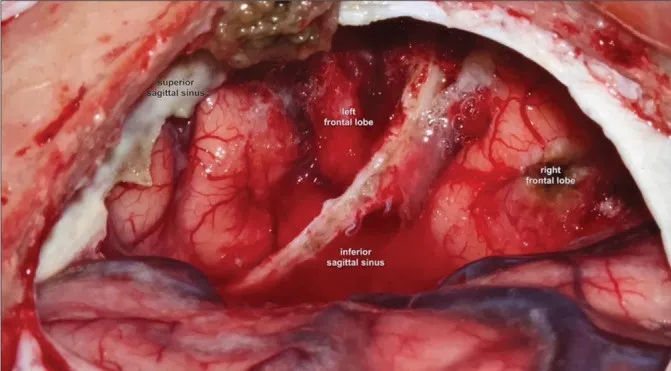 superior
sagittal sinus
left
frontal lobe
right
frontal lobe
inferior
sagittal sinus